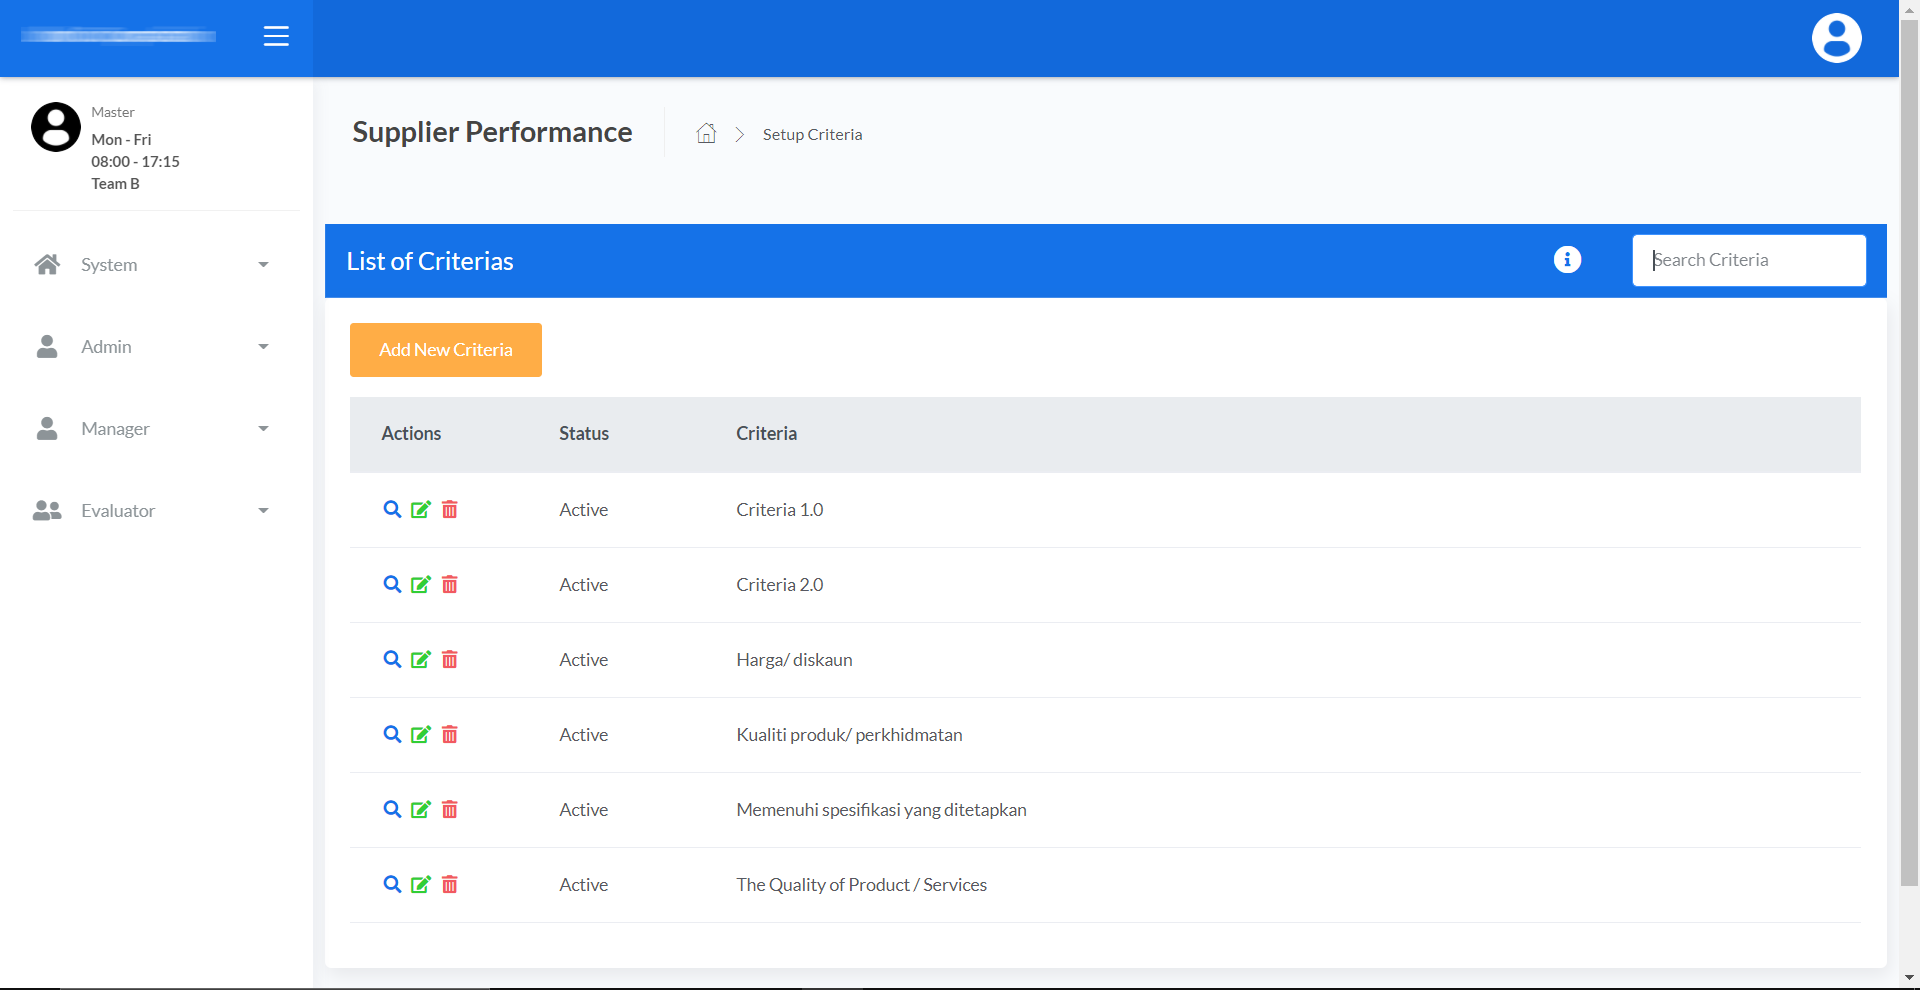 Master
Mon - Fri
08:00 - 17:15
Team B
System
Admin
Manager
Evaluator
Supplier Performance
Setup Criteria
List of Criterias
Search Criteria
Add New Criteria
Actions Status Criteria
Active Criteria 1.0
Active Criteria 2.0
Active Harga/ diskaun
Active Kualiti produk/ perkhidmatan
Active Memenuhi spesifikasi yang ditetapkan
Active The Quality of Product / Services